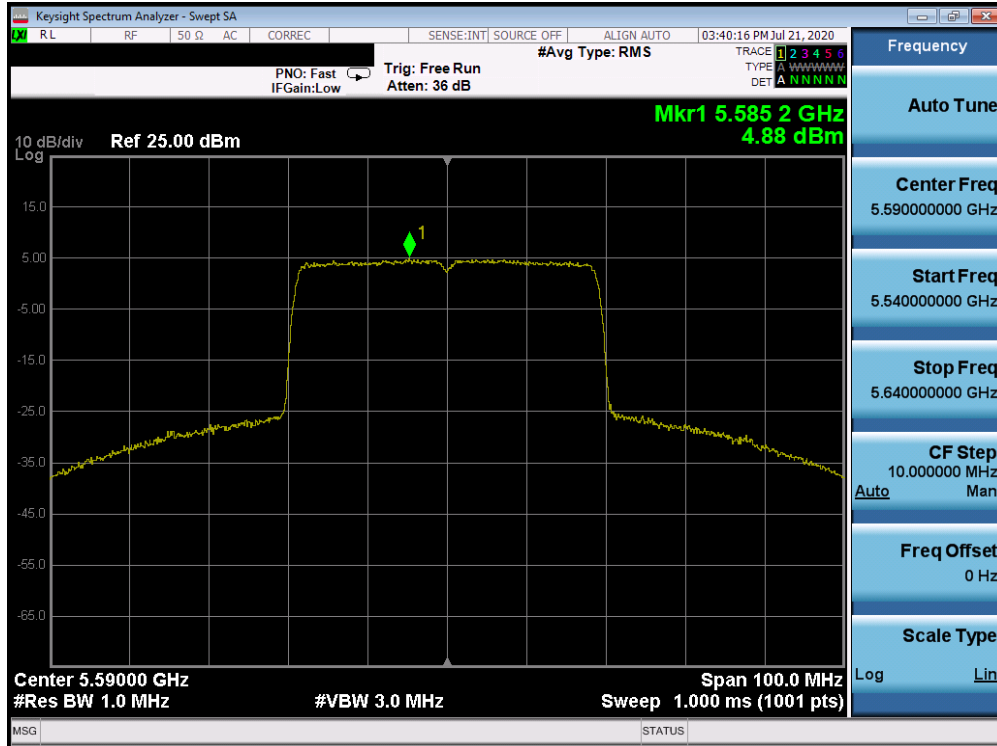 Keysight Spectrum Analyzer - Swept SA
LXI RL RF 50 Ω AC CORREC SENSE:INT SOURCE OFF ALIGN AUTO 03:40:16 PM Jul 21, 2020
#Avg Type: RMS
TRACE 1 2 3 4 5 6
TYPE A WWWWW
DET A N N N N N
PNO: Fast
IFGain:Low
Trig: Free Run
Atten: 36 dB
Mkr1 5.585 2 GHz
4.88 dBm
10 dB/div Ref 25.00 dBm
Log
15.0
5.00
-5.00
-15.0
-25.0
-35.0
-45.0
-55.0
-65.0
1
Center 5.59000 GHz Span 100.0 MHz
#Res BW 1.0 MHz #VBW 3.0 MHz Sweep 1.000 ms (1001 pts)
MSG STATUS
Frequency
Auto Tune
Center Freq
5.590000000 GHz
Start Freq
5.540000000 GHz
Stop Freq
5.640000000 GHz
CF Step
10.000000 MHz
Auto Man
Freq Offset
0 Hz
Scale Type
Log Lin